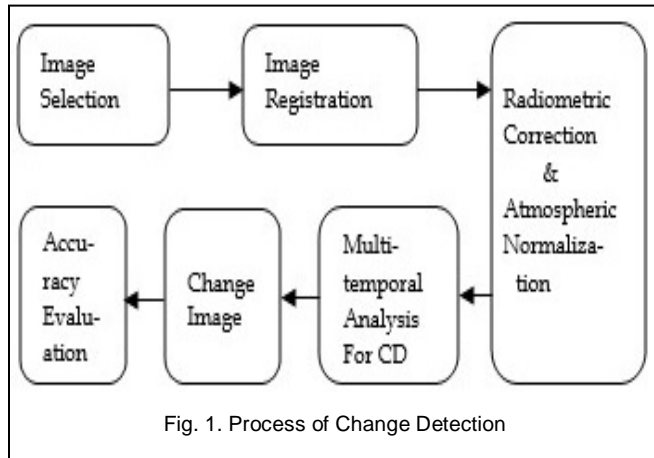 Image
Selection
Image
Registration
Radiometric
Correction
&
Atmospheric
Normaliza-
tion
Multi-
temporal
Analysis
For CD
Change
Image
Accu-
racy
Evalu-
ation
Fig. 1. Process of Change Detection